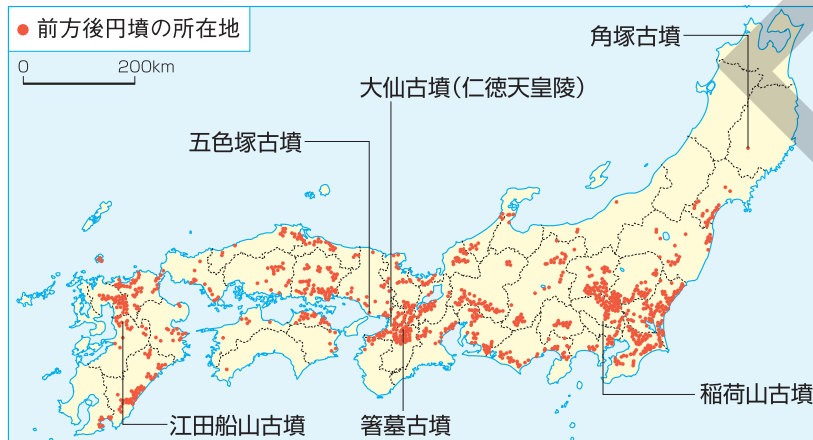 前方後円墳の所在地
0 200km
角塚古墳
大仙古墳(仁徳天皇陵)
五色塚古墳
稲荷山古墳
江田船山古墳
箸墓古墳